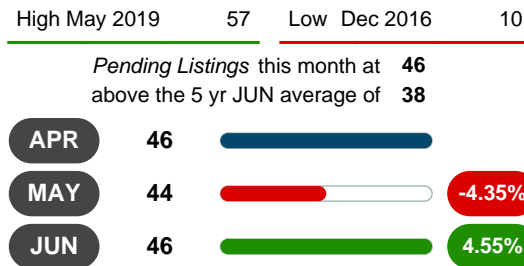 High May 2019 57 Low Dec 2016 10
Pending Listings this month at 46
above the 5 yr JUN average of 38
APR 46
MAY 44 -4.35%
JUN 46 4.55%